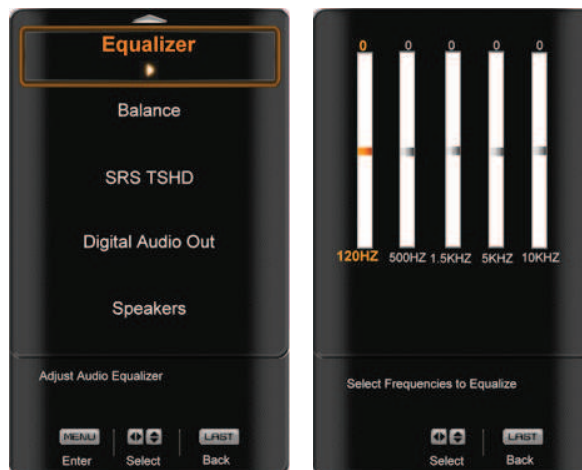 Equalizer
Balance
SRS TSHD
Digital Audio Out
Speakers
Adjust Audio Equalizer
MENU LAST
Enter Select Back
0 0 0 0 0
120HZ 500HZ 1.5KHZ 5KHZ 10KHZ
Select Frequencies to Equalize
LAST
Select Back